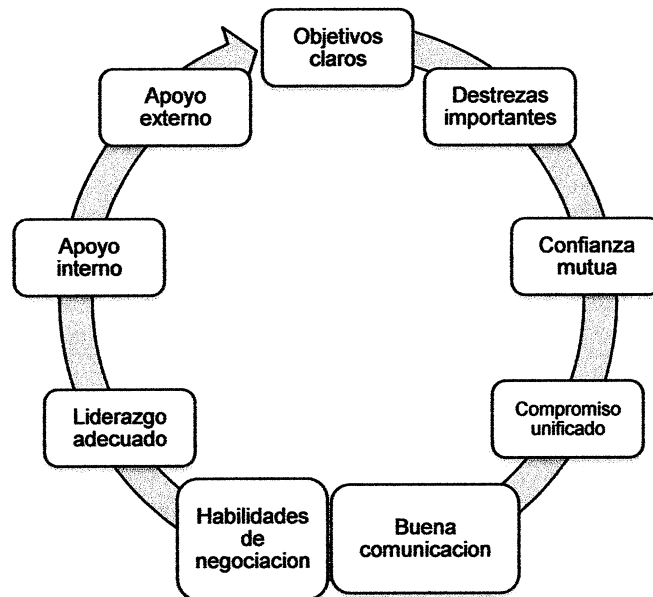 Objetivos
claros
Destrezas
importantes
Confianza
mutua
Compromiso
unificado
Buena
comunicacion
Habilidades
de
negociacion
Liderazgo
adecuado
Apoyo
interno
Apoyo
externo